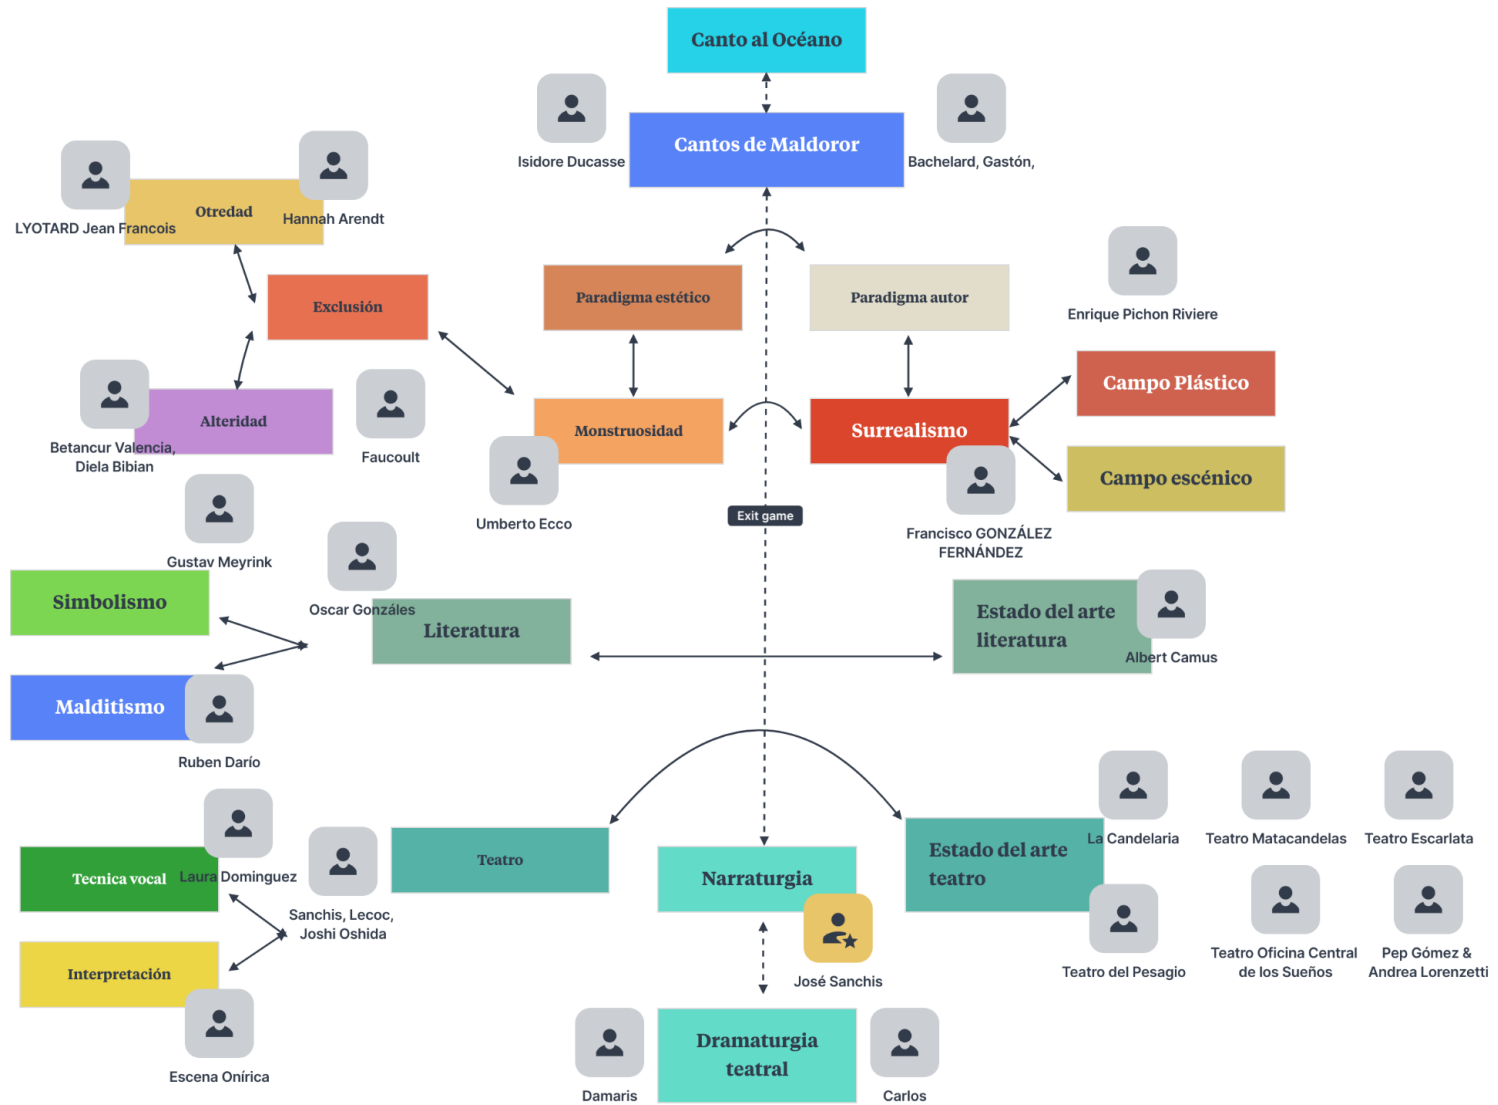 Canto al Océano
Isidore Ducasse
Cantos de Maldoror
Bachelard, Gastón,
LYOTARD Jean Francois
Otredad
Hannah Arendt
Exclusión
Paradigma estético
Paradigma autor
Enrique Pichon Riviere
Campo Plástico
Alteridad
Betancur Valencia,
Diela Bibian
Faucoult
Monstruosidad
Umberto Ecco
Surrealismo
Campo escénico
Exit game
Francisco GONZÁLEZ
FERNÁNDEZ
Gustav Meyrink
Simbolismo
Oscar Gonzáles
Literatura
Estado del arte
literatura
Albert Camus
Malditismo
Ruben Darío
Laura Dominguez
Tecnica vocal
Sanchis, Lecoc,
Joshi Oshida
Teatro
Narraturgia
José Sanchis
Estado del arte
teatro
La Candelaria
Teatro Matacandelas
Teatro Escarlata
Interpretación
Escena Onírica
Teatro del Pesagio
Teatro Oficina Central
de los Sueños
Pep Gómez &
Andrea Lorenzetti
Damaris
Dramaturgia
teatral
Carlos